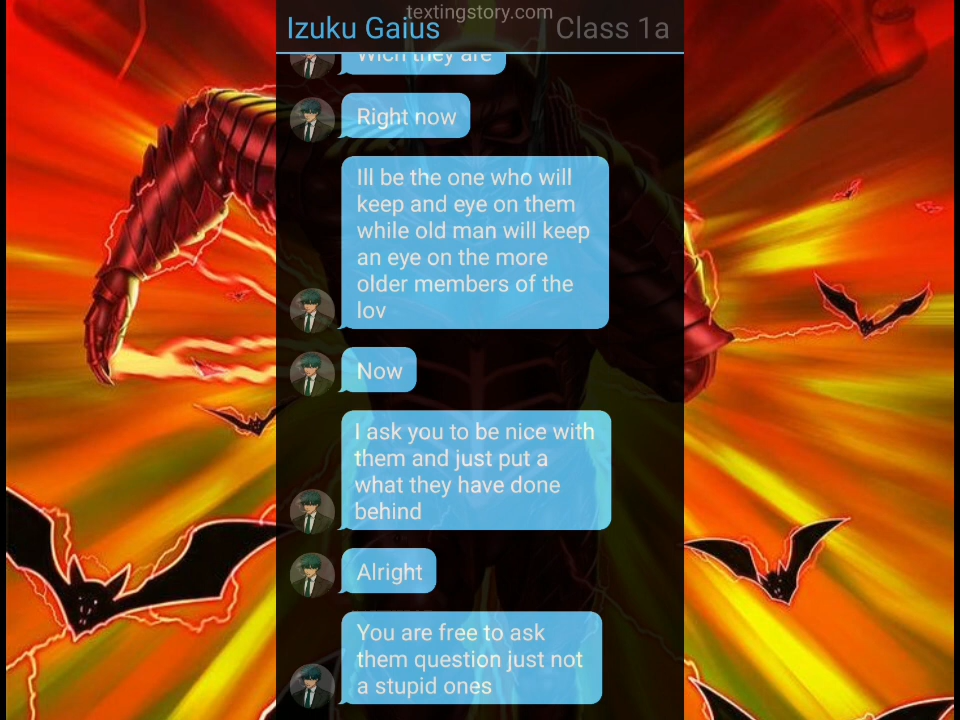 textingstory.com
Izuku Gaius Class 1a
Wich they are
Right now
Ill be the one who will
keep and eye on them
while old man will keep
an eye on the more
older members of the
lov
Now
I ask you to be nice with
them and just put a
what they have done
behind
Alright
You are free to ask
them question just not
a stupid ones